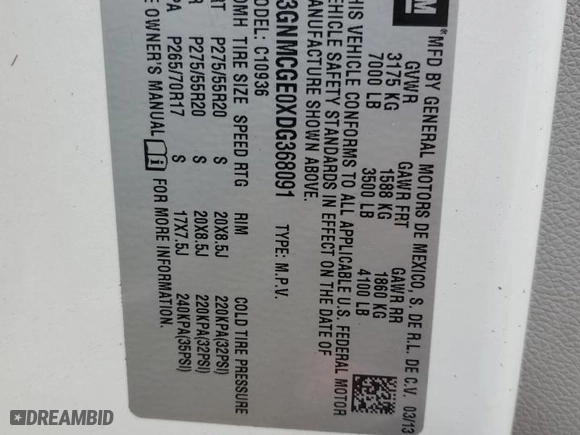 GM
MFD BY GENERAL MOTORS DE MEXICO, S. DE R.L. DE C.V. 03/13
GVWR GAWR FRT GAWR RR
3175 KG 1588 KG 1860 KG
7000 LB 3500 LB 4100 LB
THIS VEHICLE CONFORMS TO ALL APPLICABLE U.S. FEDERAL MOTOR
VEHICLE SAFETY STANDARDS IN EFFECT ON THE DATE OF
MANUFACTURE SHOWN ABOVE.
3GNMCGE0XDG368091 TYPE: M.P.V.
MODEL: C10936
TIRE SIZE SPEED RTG RIM COLD TIRE PRESSURE
RT P275/55R20 S 20X8.5J 220KPA(32PSI)
R P275/55R20 S 20X8.5J 220KPA(32PSI)
PA P265/70R17 S 17X7.5J 240KPA(35PSI)
OWNER'S MANUAL i FOR MORE INFORMATION.
DREAMBID